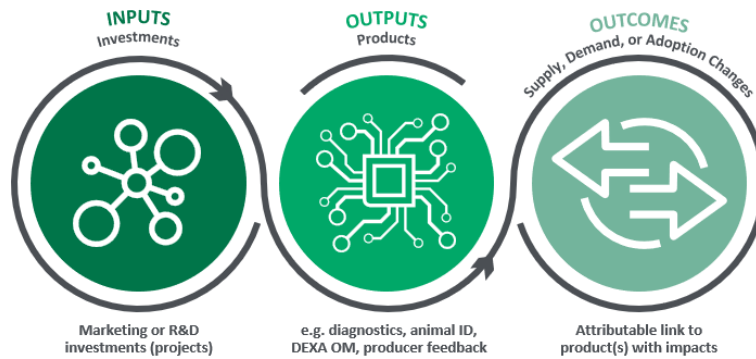 INPUTS
Investments
OUTPUTS
Products
OUTCOMES
Supply, Demand, or Adoption Changes
Marketing or R&D
investments (projects)
e.g. diagnostics, animal ID,
DEXA OM, producer feedback
Attributable link to
product(s) with impacts